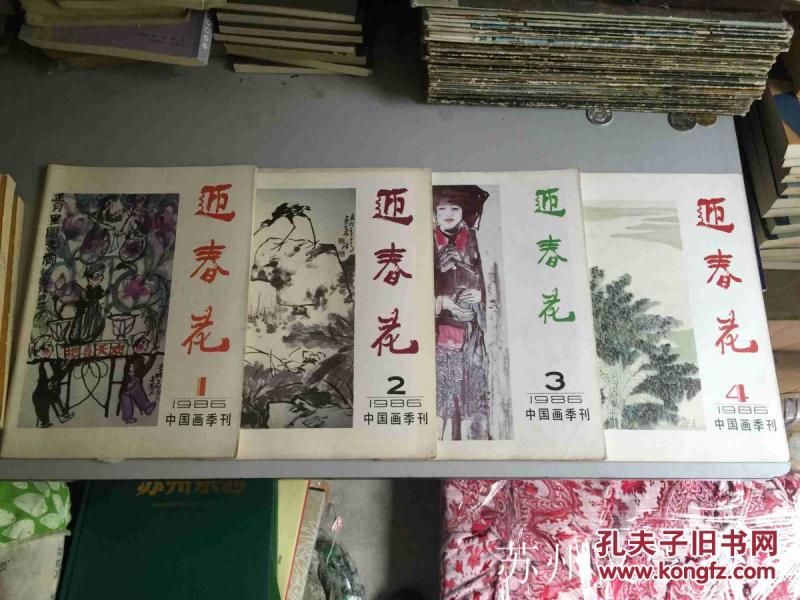 迎春花
1
1986
中国画季刊
迎春花
2
1986
中国画季刊
迎春花
3
1986
中国画季刊
迎春花
4
1986
中国画季刊
孔夫子旧书网
www.kongfz.com